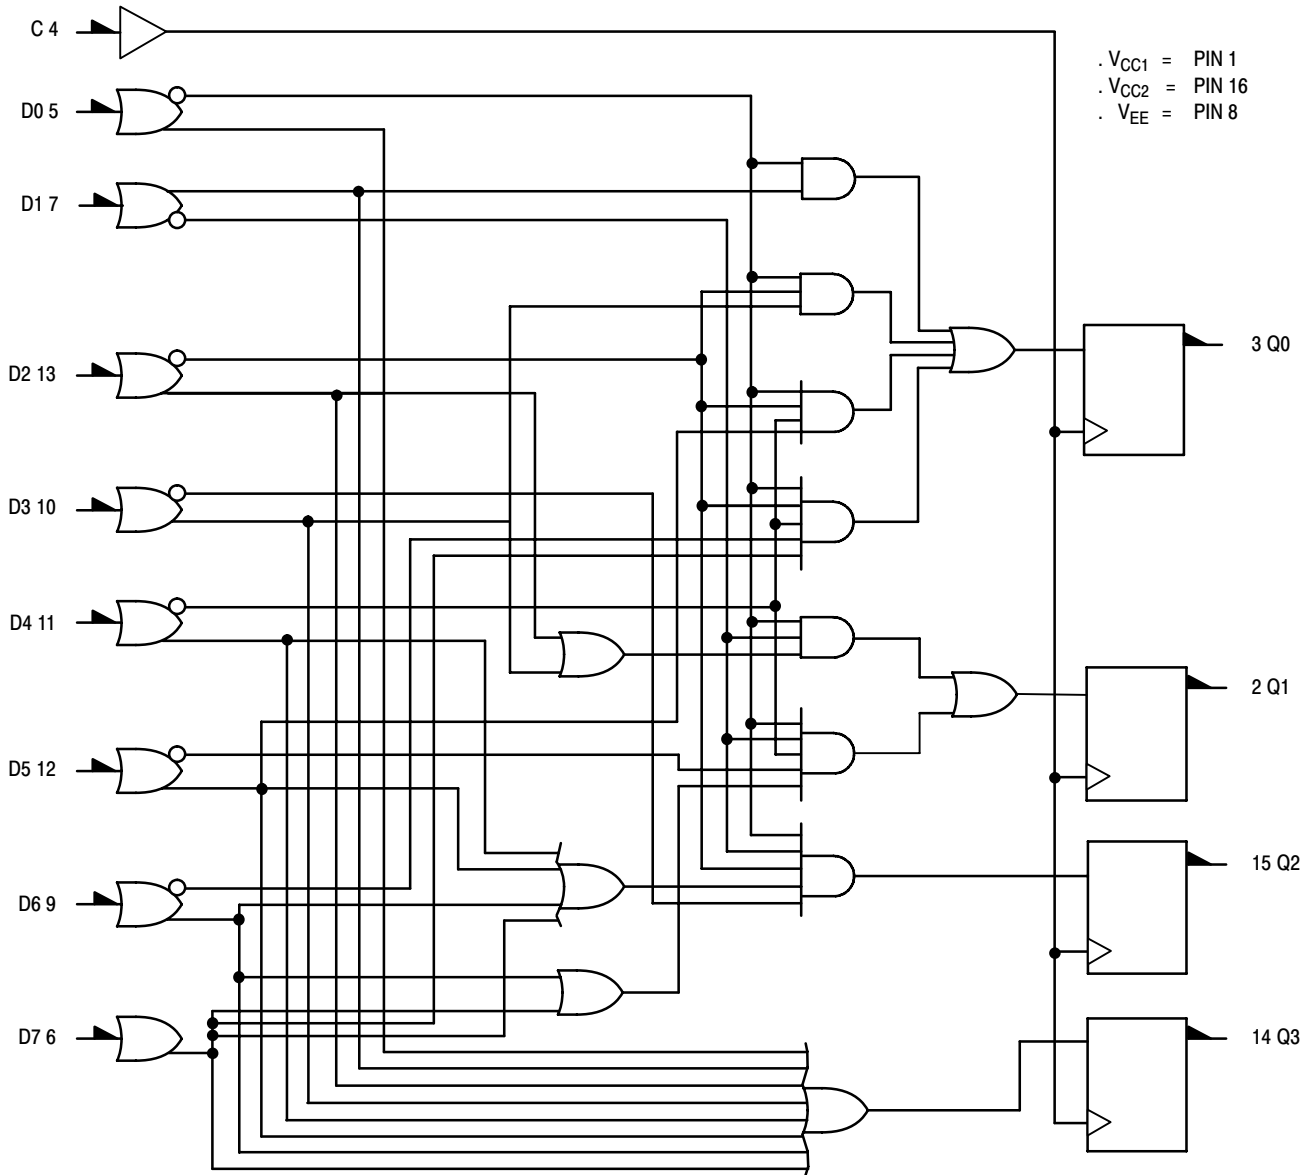 C 4
. VCC1 = PIN 1
. VCC2 = PIN 16
. VEE = PIN 8
D0 5
D1 7
D2 13
D3 10
D4 11
D5 12
D6 9
D7 6
3 Q0
2 Q1
15 Q2
14 Q3